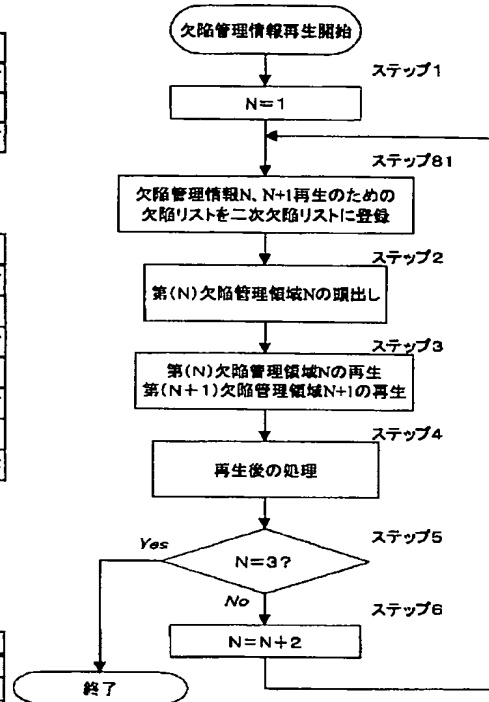 欠陥管理情報再生開始
ステップ1
N=1
ステップ81
欠陥管理情報N、N+1再生のための
欠陥リストを二次欠陥リストに登録
ステップ2
第(N)欠陥管理領域Nの頭出し
ステップ3
第(N)欠陥管理領域Nの再生
第(N+1)欠陥管理領域N+1の再生
ステップ4
再生後の処理
ステップ5
Yes
N=3?
No
ステップ6
N=N+2
終了